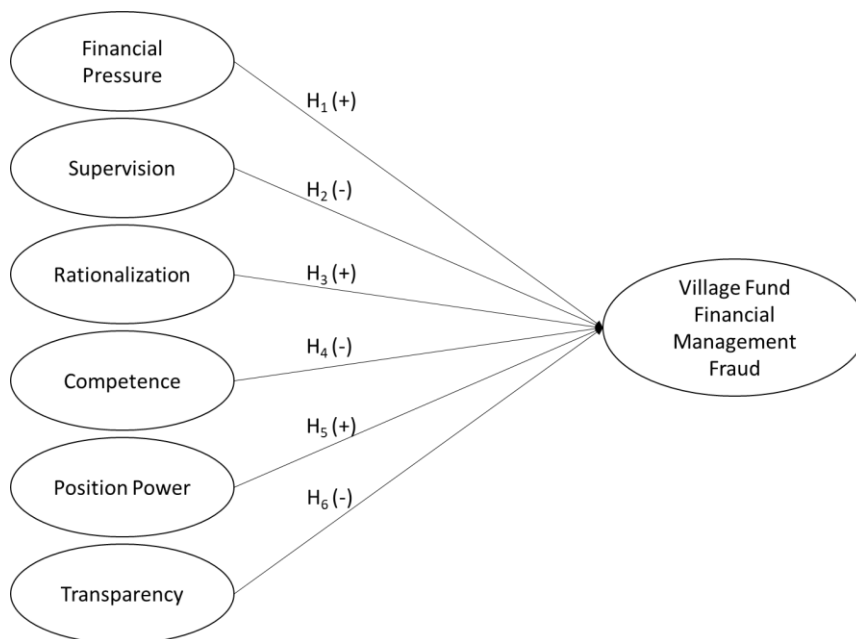 Financial
Pressure
H₁ (+)
Supervision
H₂ (-)
Rationalization
H₃ (+)
Village Fund
Financial
Management
Fraud
H₄ (-)
Competence
H₅ (+)
Position Power
H₆ (-)
Transparency